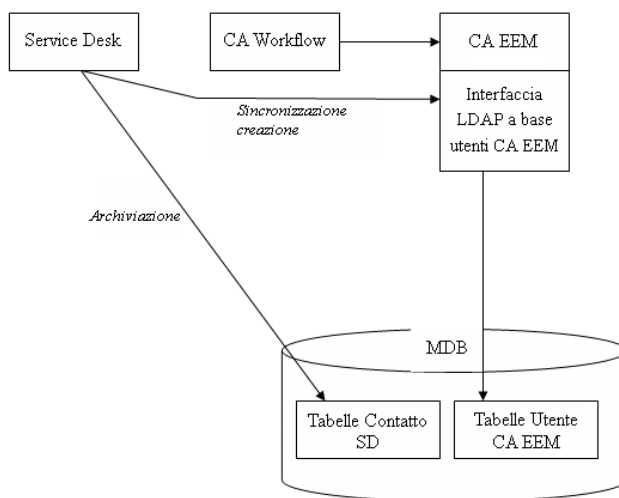 Service Desk
CA Workflow
CA EEM
Interfaccia
LDAP a base
utenti CA EEM
Sincronizzazione
creazione
Archiviazione
MDB
Tabelle Contatto
SD
Tabelle Utente
CA EEM